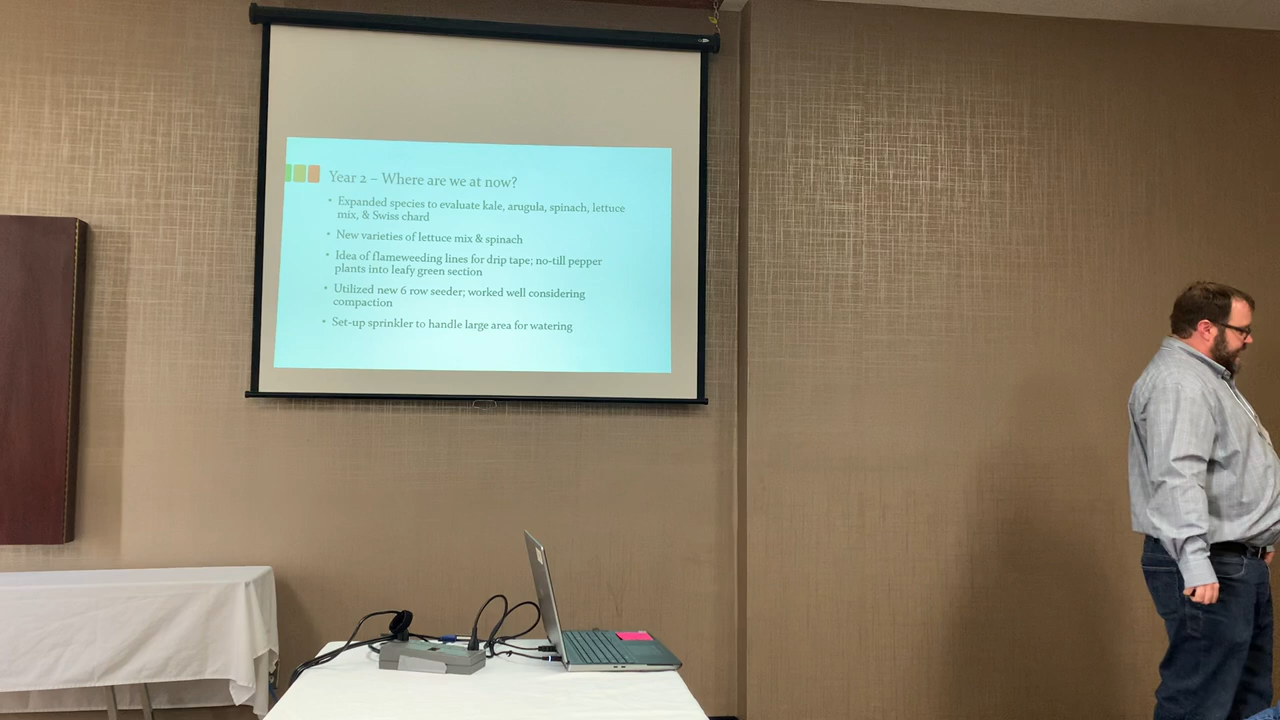 Year 2 – Where are we at now?
• Expanded species to evaluate kale, arugula, spinach, lettuce
mix, & Swiss chard
• New varieties of lettuce mix & spinach
• Idea of flameweeding lines for drip tape; no-till pepper
plants into leafy green section
• Utilized new 6 row seeder; worked well considering
compaction
• Set-up sprinkler to handle large area for watering